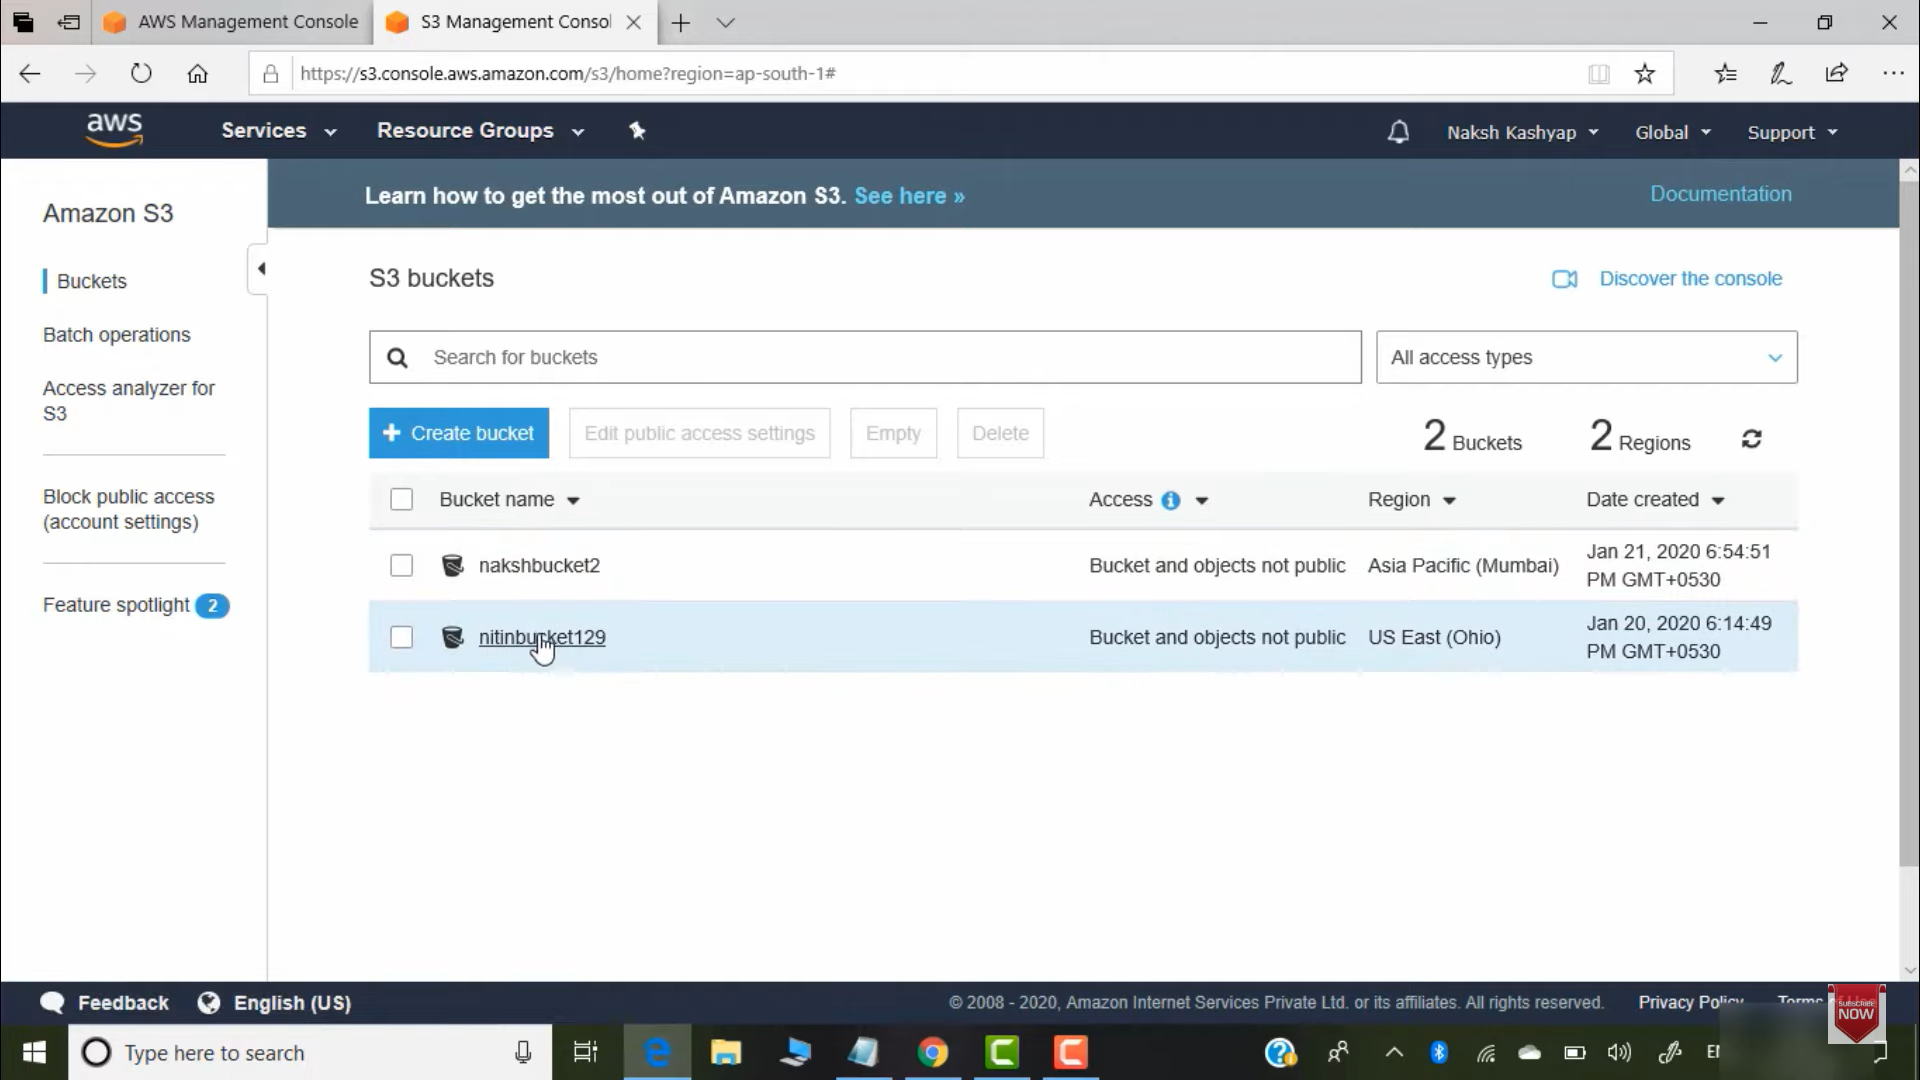 AWS Management Console
S3 Management Consol
https://s3.console.aws.amazon.com/s3/home?region=ap-south-1#
aws
Services
Resource Groups
Naksh Kashyap
Global
Support
Amazon S3
Learn how to get the most out of Amazon S3. See here »
Documentation
Buckets
Batch operations
Access analyzer for
S3
Block public access
(account settings)
Feature spotlight 2
S3 buckets
Discover the console
Search for buckets
All access types
+ Create bucket
Edit public access settings
Empty
Delete
2 Buckets
2 Regions
Bucket name
Access
Region
Date created
nakshbucket2
Bucket and objects not public
Asia Pacific (Mumbai)
Jan 21, 2020 6:54:51
PM GMT+0530
nitinbucket129
Bucket and objects not public
US East (Ohio)
Jan 20, 2020 6:14:49
PM GMT+0530
Feedback
English (US)
© 2008 - 2020, Amazon Internet Services Private Ltd. or its affiliates. All rights reserved.
Privacy Policy
Terms
SUBSCRIBE
NOW
Type here to search